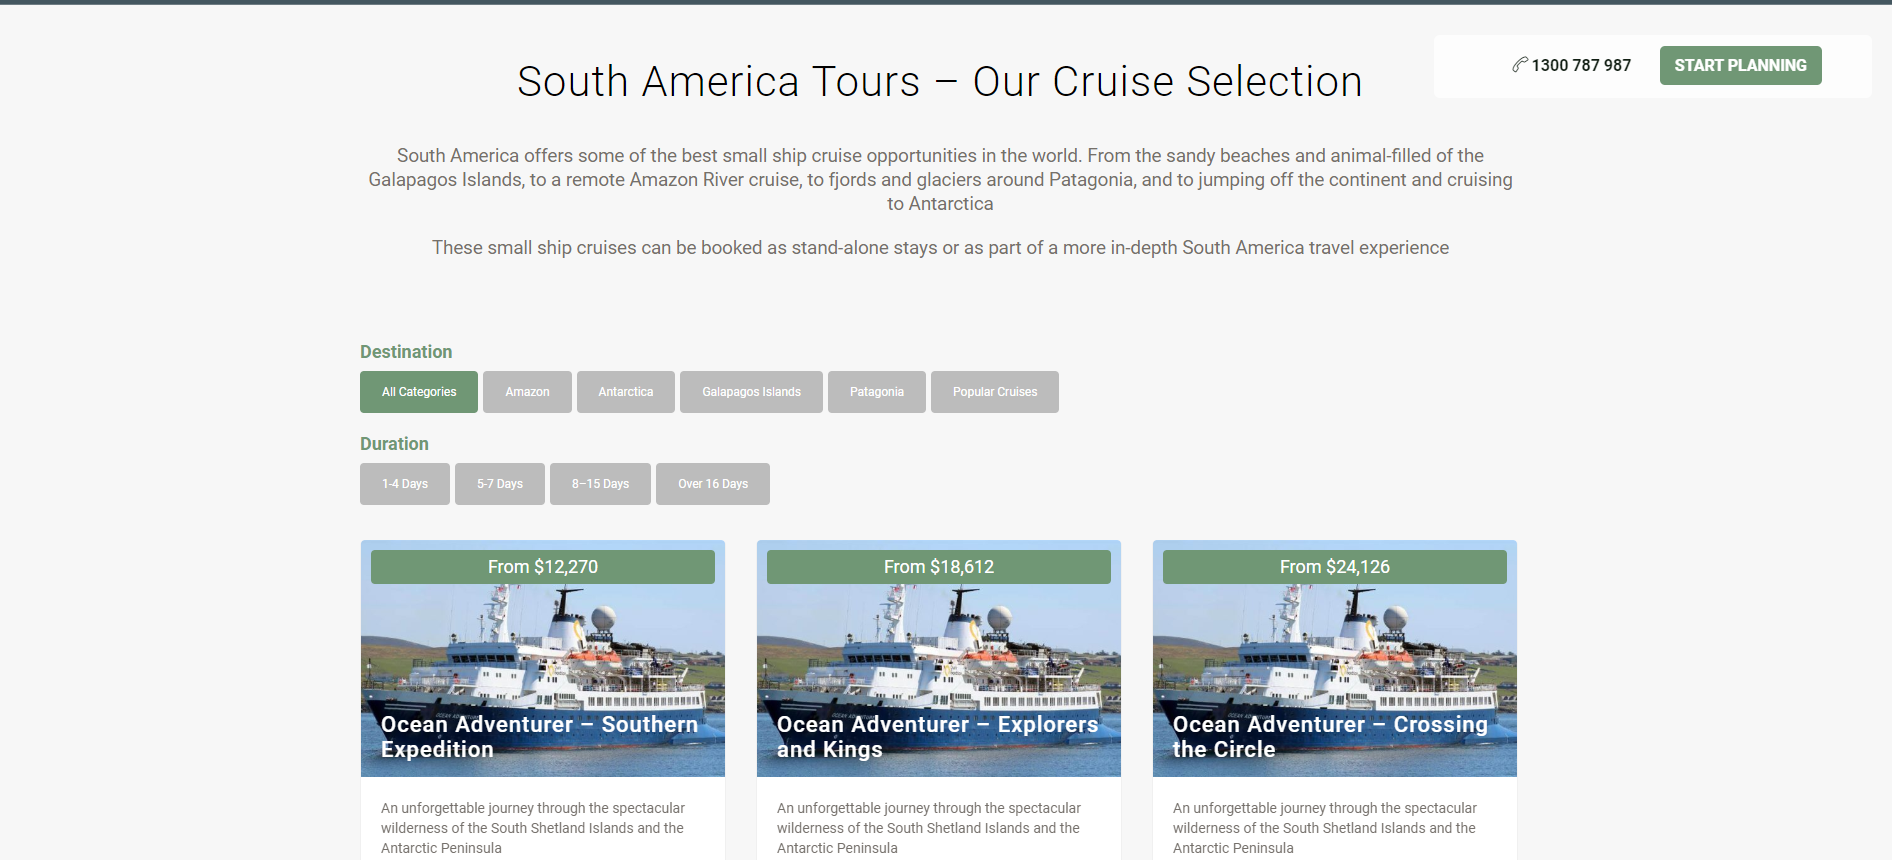 South America Tours – Our Cruise Selection
1300 787 987
START PLANNING
South America offers some of the best small ship cruise opportunities in the world. From the sandy beaches and animal-filled of the
Galapagos Islands, to a remote Amazon River cruise, to fjords and glaciers around Patagonia, and to jumping off the continent and cruising
to Antarctica
These small ship cruises can be booked as stand-alone stays or as part of a more in-depth South America travel experience
Destination
All Categories
Amazon
Antarctica
Galapagos Islands
Patagonia
Popular Cruises
Duration
1-4 Days
5-7 Days
8–15 Days
Over 16 Days
From $12,270
Ocean Adventurer – Southern
Expedition
An unforgettable journey through the spectacular
wilderness of the South Shetland Islands and the
Antarctic Peninsula
From $18,612
Ocean Adventurer – Explorers
and Kings
An unforgettable journey through the spectacular
wilderness of the South Shetland Islands and the
Antarctic Peninsula
From $24,126
Ocean Adventurer – Crossing
the Circle
An unforgettable journey through the spectacular
wilderness of the South Shetland Islands and the
Antarctic Peninsula